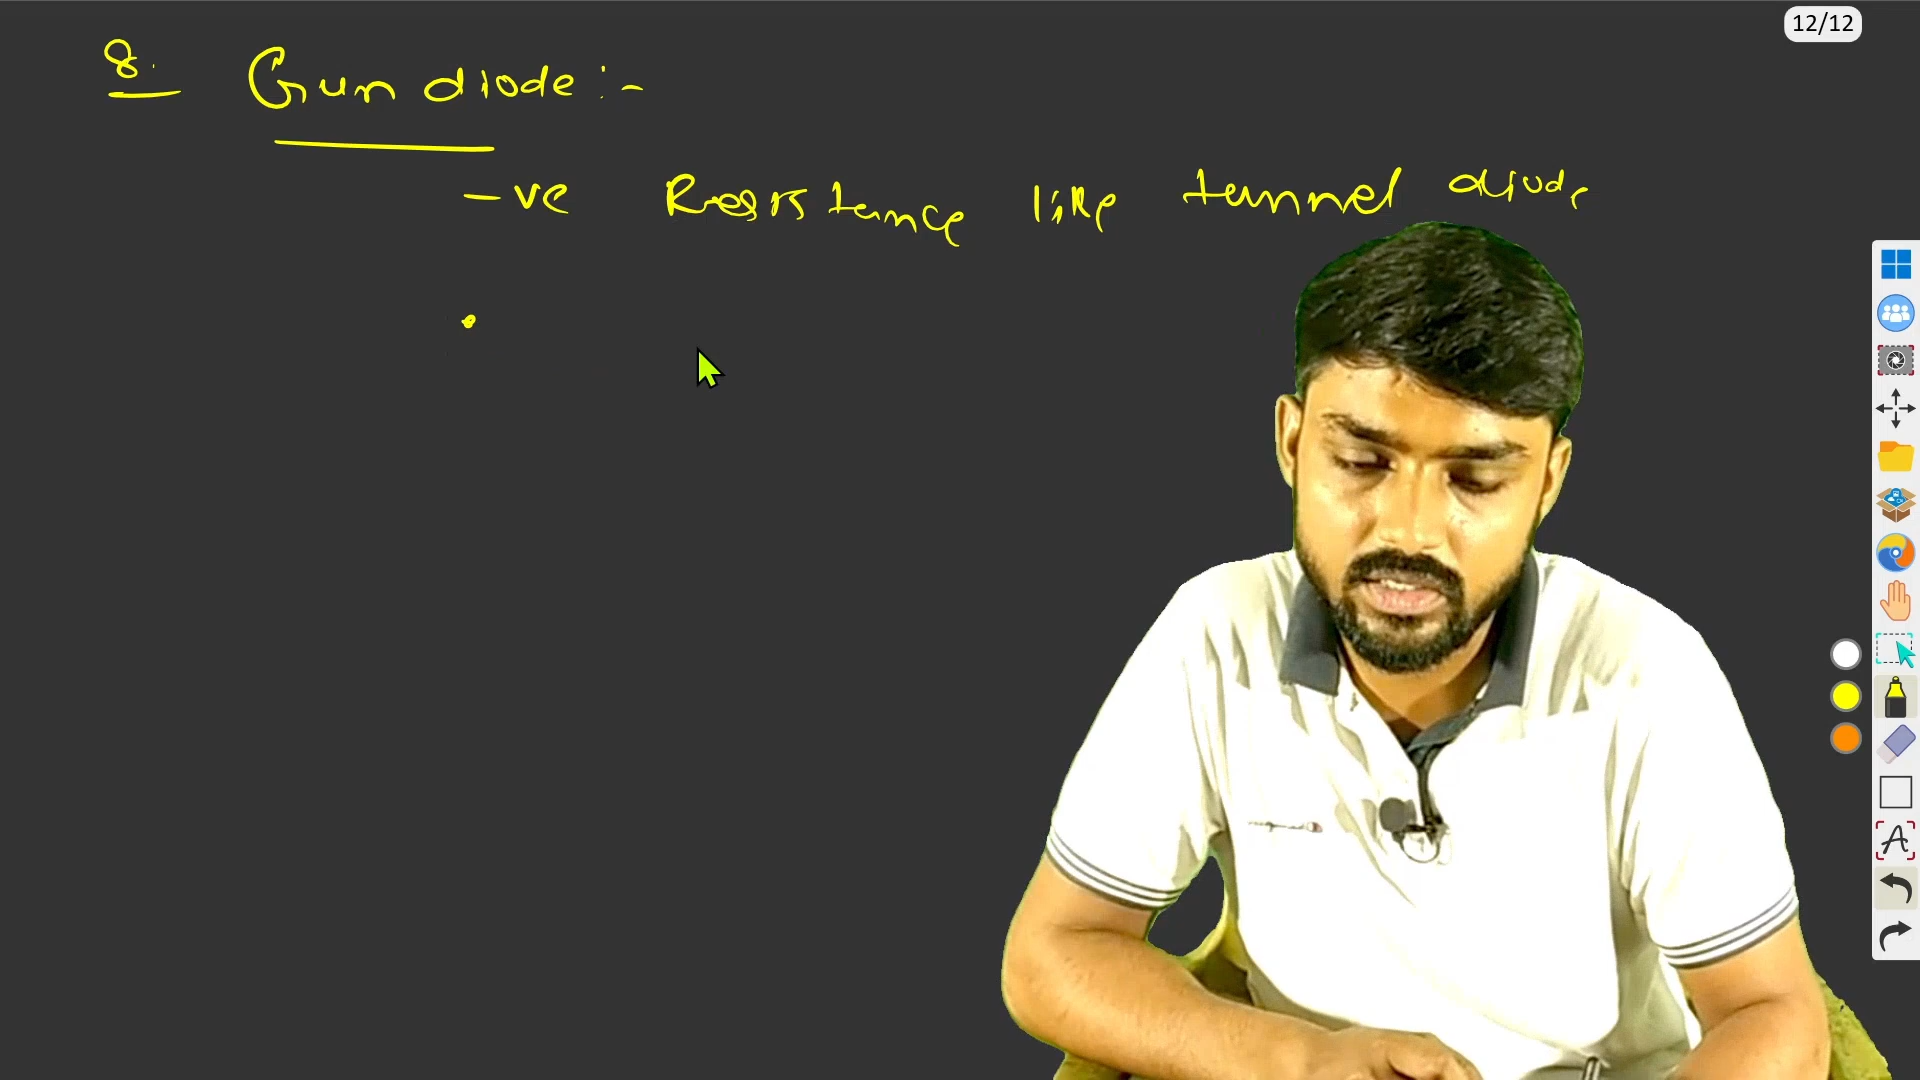 12/12
8. Gun diode :-
-ve Resistance like tunnel diode